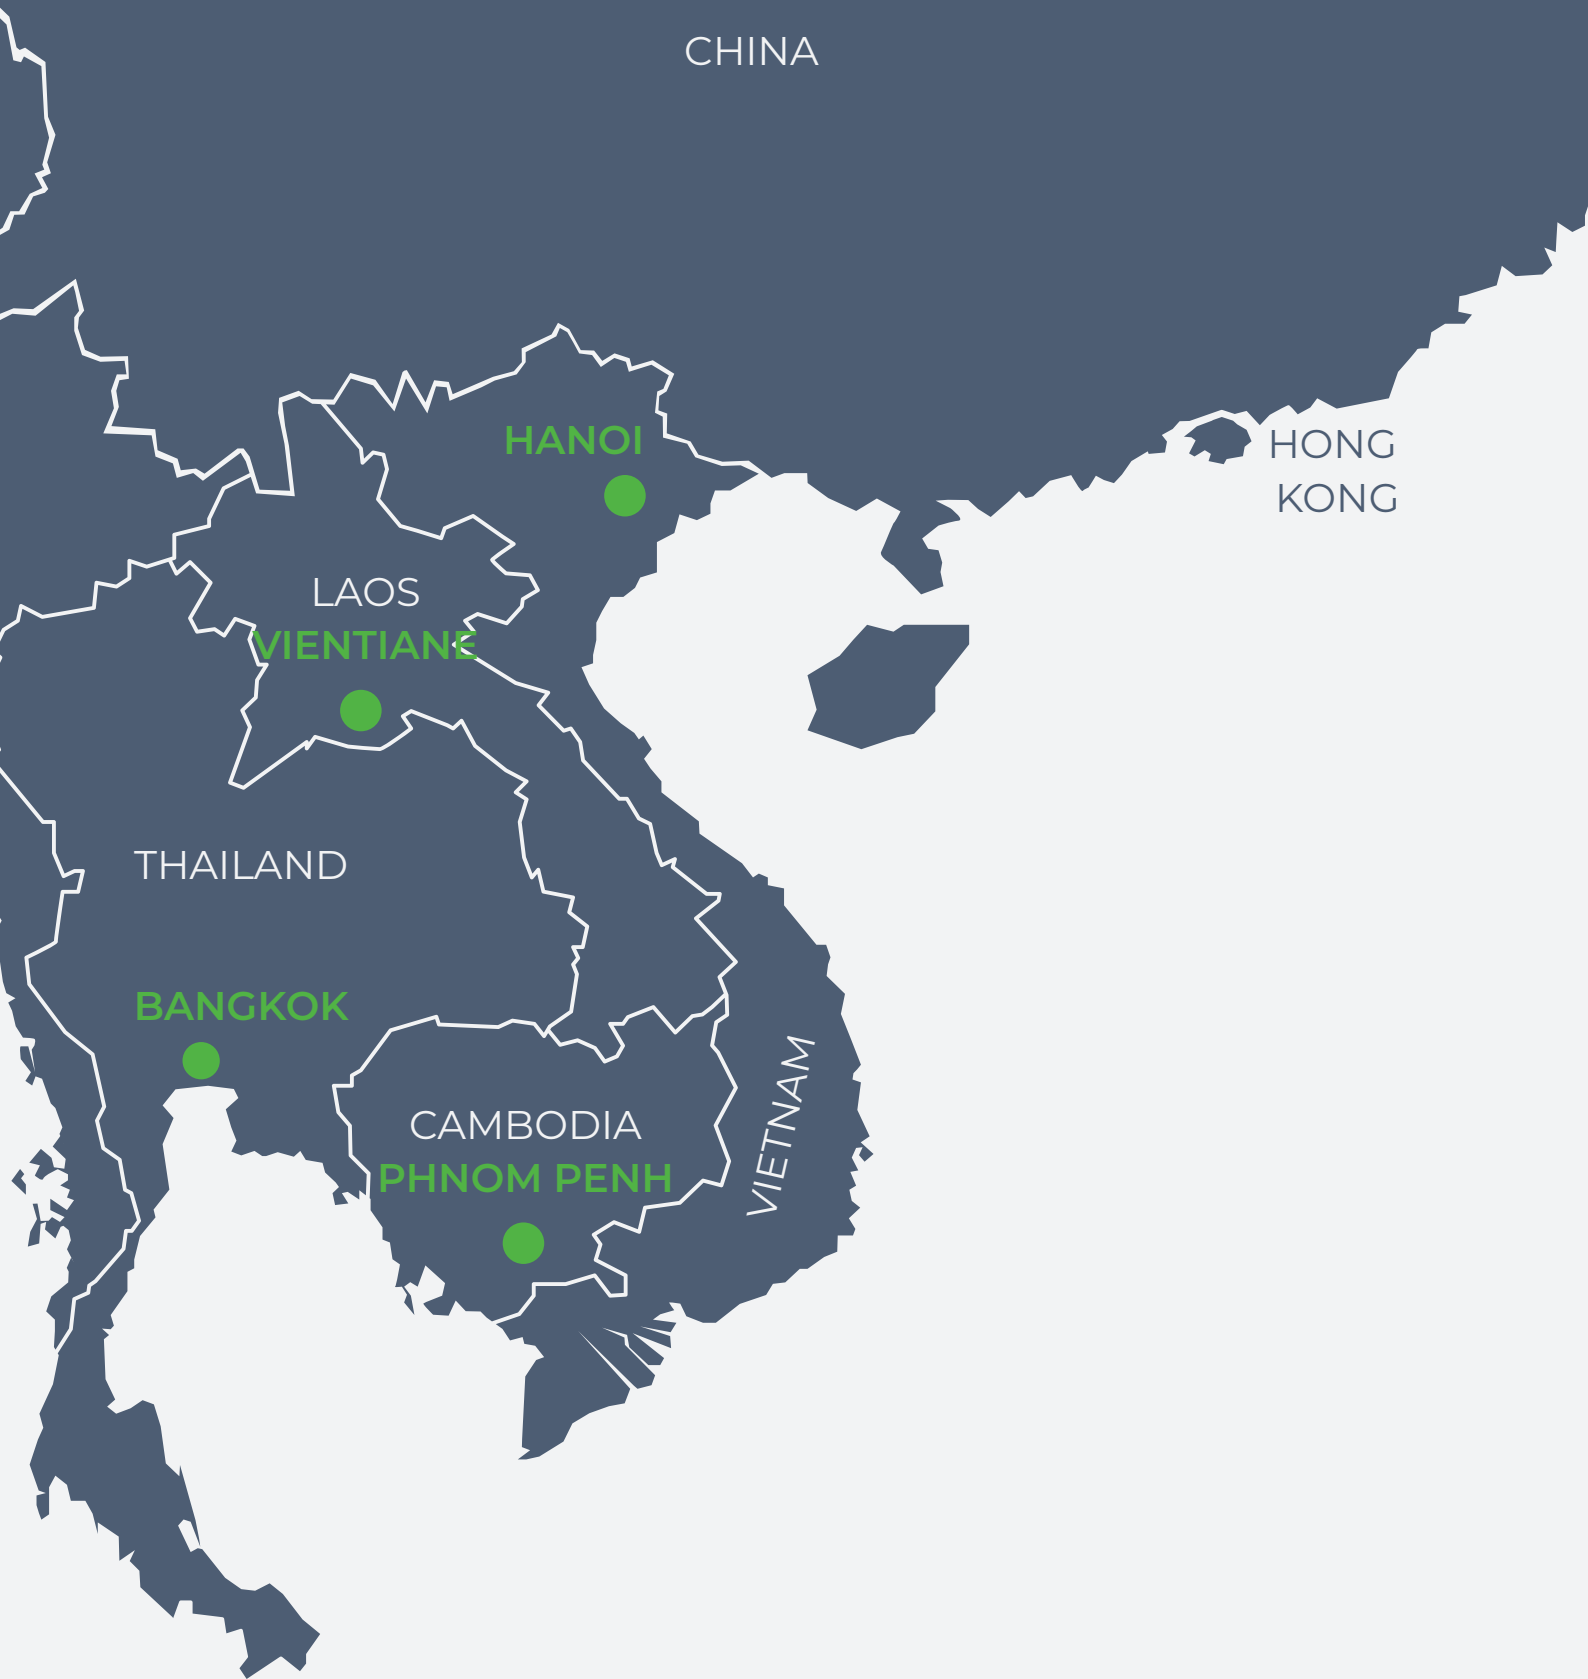 CHINA
HANOI
HONG
KONG
LAOS
VIENTIANE
THAILAND
BANGKOK
CAMBODIA
PHNOM PENH
VIETNAM